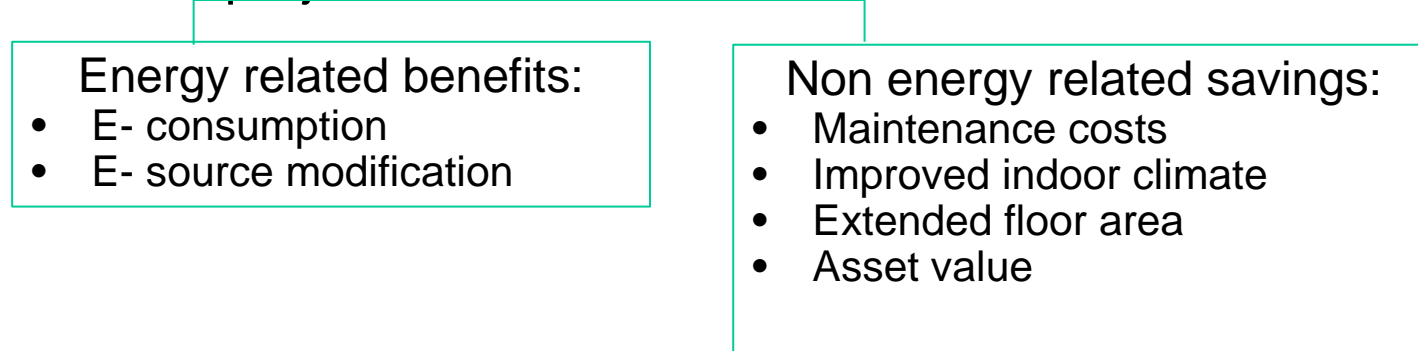 Energy related benefits:
• E- consumption
• E- source modification
Non energy related savings:
• Maintenance costs
• Improved indoor climate
• Extended floor area
• Asset value